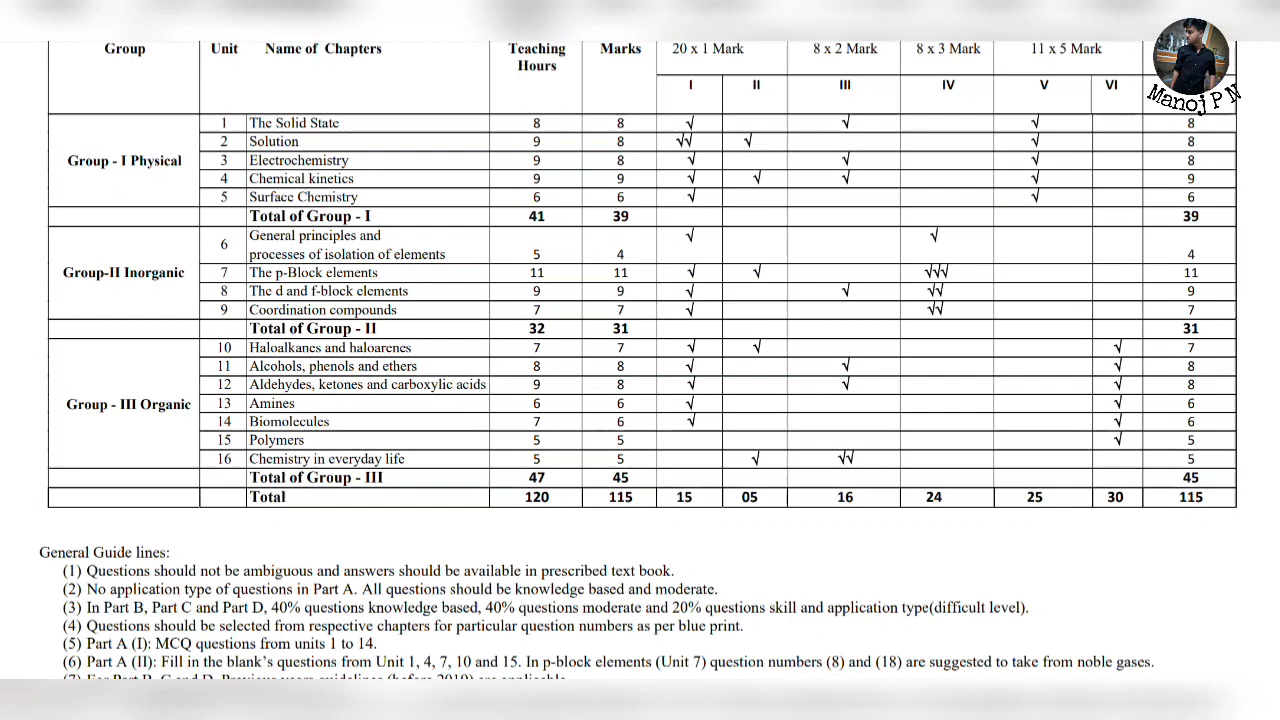 Group Unit Name of Chapters Teaching Hours Marks 20 x 1 Mark 8 x 2 Mark 8 x 3 Mark 11 x 5 Mark
I II III IV V VI
Manoj P N
Group - I Physical
1 The Solid State 8 8 √ √ √ 8
2 Solution 9 8 √√ √ √ 8
3 Electrochemistry 9 8 √ √ √ 8
4 Chemical kinetics 9 9 √ √ √ √ 9
5 Surface Chemistry 6 6 √ √ 6
Total of Group - I 41 39 39
Group-II Inorganic
6 General principles and
processes of isolation of elements 5 4 √ √ 4
7 The p-Block elements 11 11 √ √ √√√ 11
8 The d and f-block elements 9 9 √ √ √√ 9
9 Coordination compounds 7 7 √ √√ 7
Total of Group - II 32 31 31
Group - III Organic
10 Haloalkanes and haloarenes 7 7 √ √ √ 7
11 Alcohols, phenols and ethers 8 8 √ √ √ 8
12 Aldehydes, ketones and carboxylic acids 9 8 √ √ √ 8
13 Amines 6 6 √ √ 6
14 Biomolecules 7 6 √ √ 6
15 Polymers 5 5 √ 5
16 Chemistry in everyday life 5 5 √ √√ 5
Total of Group - III 47 45 45
Total 120 115 15 05 16 24 25 30 115
General Guide lines:
(1) Questions should not be ambiguous and answers should be available in prescribed text book.
(2) No application type of questions in Part A. All questions should be knowledge based and moderate.
(3) In Part B, Part C and Part D, 40% questions knowledge based, 40% questions moderate and 20% questions skill and application type(difficult level).
(4) Questions should be selected from respective chapters for particular question numbers as per blue print.
(5) Part A (I): MCQ questions from units 1 to 14.
(6) Part A (II): Fill in the blank's questions from Unit 1, 4, 7, 10 and 15. In p-block elements (Unit 7) question numbers (8) and (18) are suggested to take from noble gases.
(7) For Part B, C and D, Previous years guidelines (before 2019) are applicable.